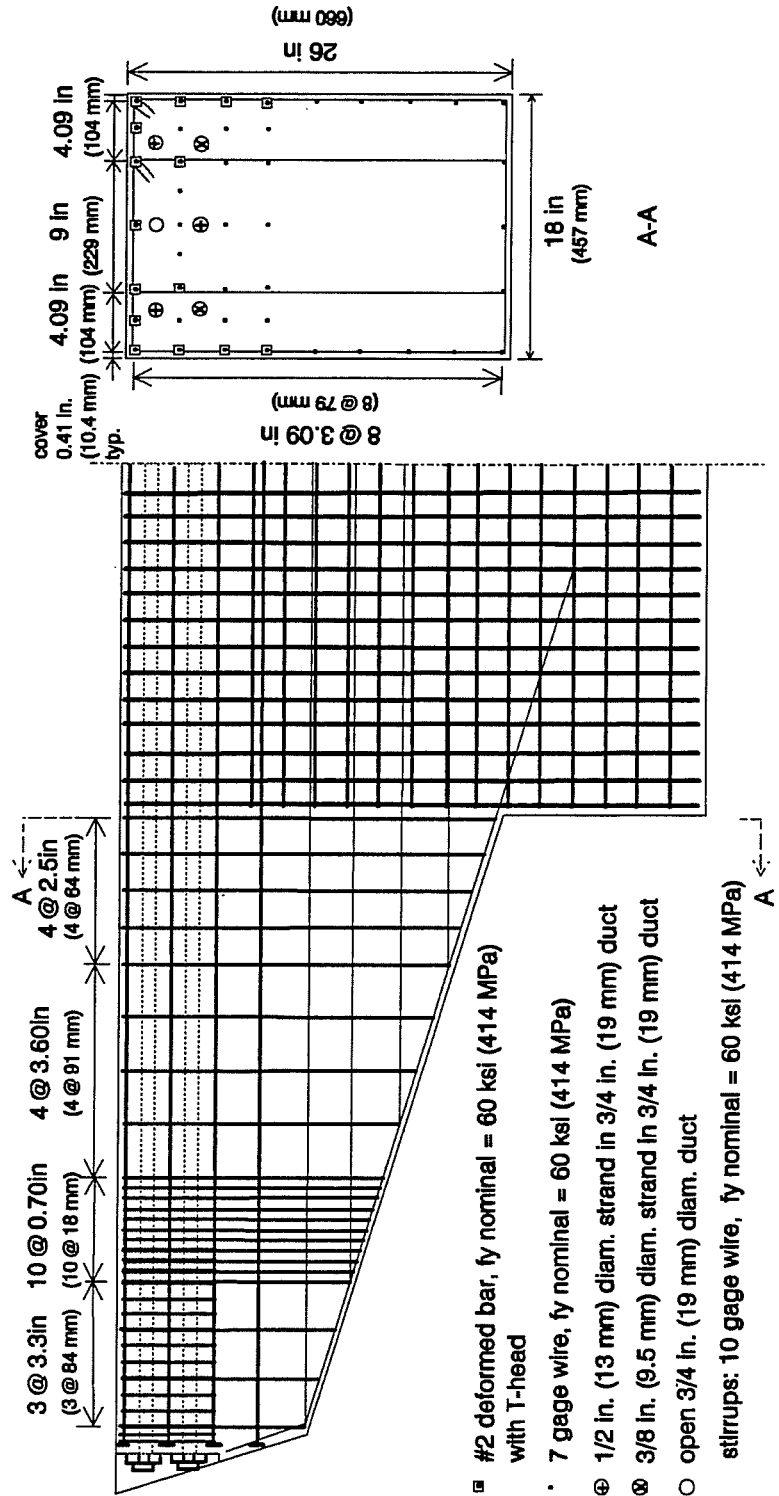 3 @ 3.3in
(3@84 mm)
10 @ 0.70in
(10 @ 18 mm)
4 @ 3.60in
(4 @ 91 mm)
4 @ 2.5in
(4 @ 64 mm)
A
A
cover
0.41 in.
(10.4 mm)
typ.
4.09 in
(104 mm)
9 in
(229 mm)
4.09 in
(104 mm)
8 @ 3.09 in
(8 @ 79 mm)
26 in
(660 mm)
18 in
(457 mm)
A-A
#2 deformed bar, fy nominal = 60 ksi (414 MPa)
with T-head
7 gage wire, fy nominal = 60 ksi (414 MPa)
1/2 in. (13 mm) diam. strand in 3/4 in. (19 mm) duct
3/8 in. (9.5 mm) diam. strand in 3/4 in. (19 mm) duct
open 3/4 in. (19 mm) diam. duct
stirrups: 10 gage wire, fy nominal = 60 ksi (414 MPa)